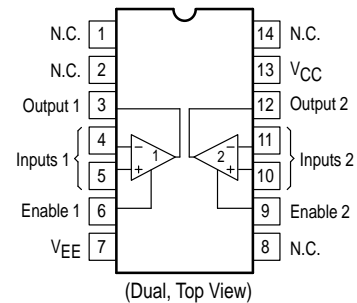 N.C. 1 14 N.C.
N.C. 2 13 VCC
Output 1 3 12 Output 2
4 11
Inputs 1 − 1 2 − Inputs 2
5 + + 10
Enable 1 6 9 Enable 2
VEE 7 8 N.C.
(Dual, Top View)